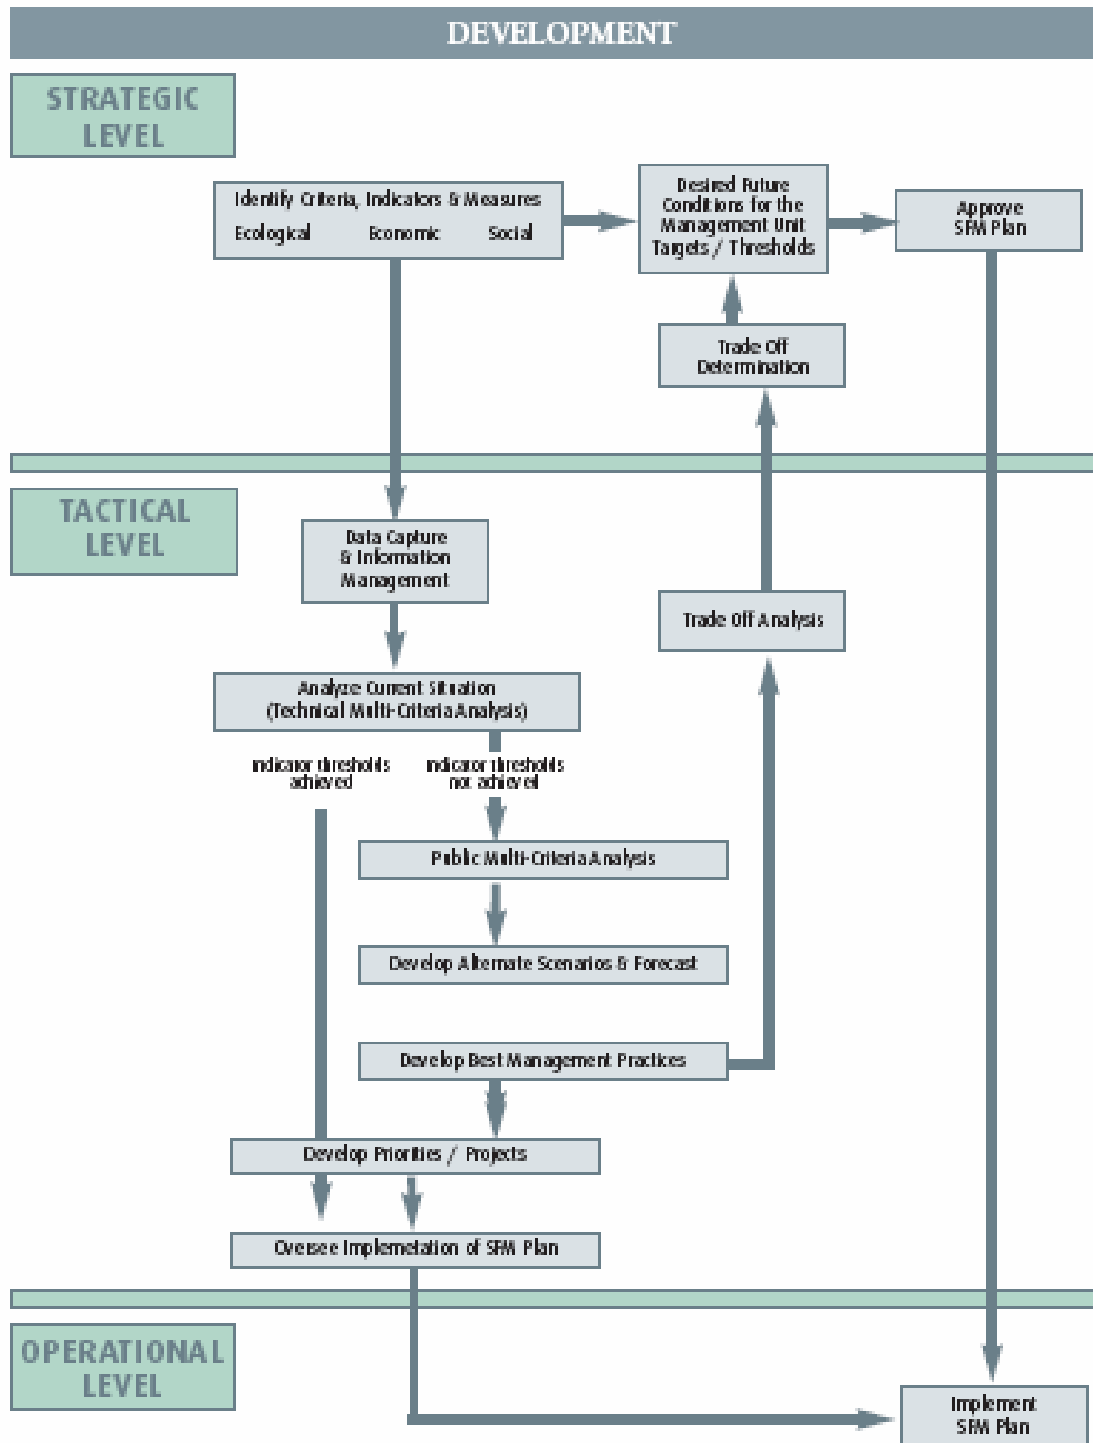 DEVELOPMENT
STRATEGIC
LEVEL
Identify Criteria, Indicators & Measures
Ecological Economic Social
Desired Future
Conditions for the
Management Unit
Targets / Thresholds
Approve
SFM Plan
Trade Off
Determination
TACTICAL
LEVEL
Data Capture
& Information
Management
Trade Off Analysis
Analyze Current Situation
(Technical Multi-Criteria Analysis)
Indicator thresholds
achieved
Indicator thresholds
not achieved
Public Multi-Criteria Analysis
Develop Alternate Scenarios & Forecast
Develop Best Management Practices
Develop Priorities / Projects
Oversee Implemetation of SFM Plan
OPERATIONAL
LEVEL
Implement
SFM Plan